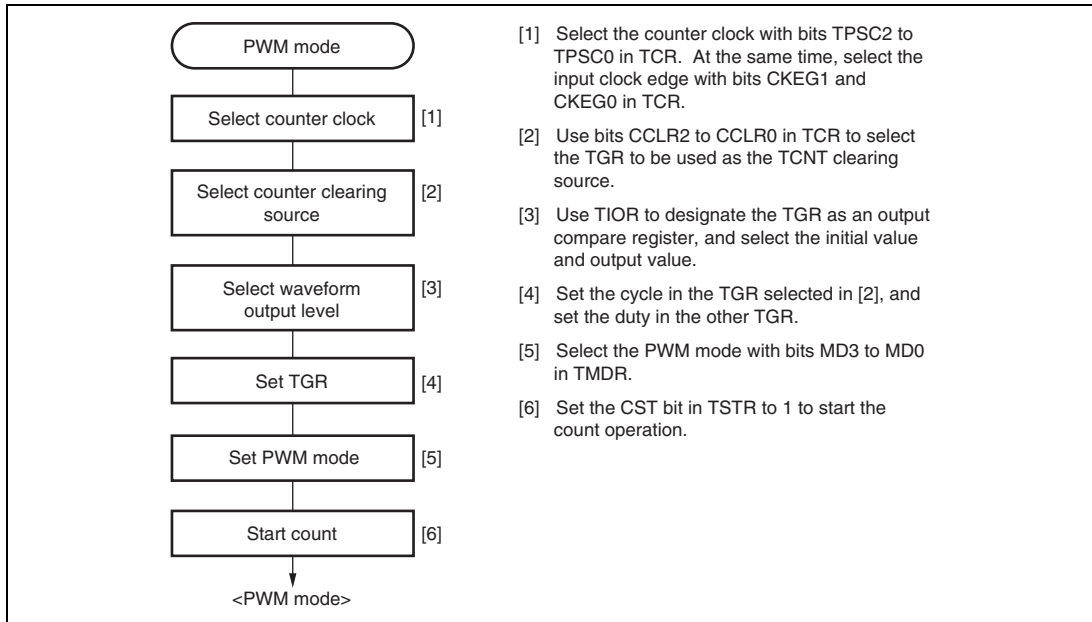 PWM mode
Select counter clock
[1]
Select counter clearing
source
[2]
Select waveform
output level
[3]
Set TGR
[4]
Set PWM mode
[5]
Start count
[6]
<PWM mode>
[1] Select the counter clock with bits TPSC2 to
TPSC0 in TCR. At the same time, select the
input clock edge with bits CKEG1 and
CKEG0 in TCR.
[2] Use bits CCLR2 to CCLR0 in TCR to select
the TGR to be used as the TCNT clearing
source.
[3] Use TIOR to designate the TGR as an output
compare register, and select the initial value
and output value.
[4] Set the cycle in the TGR selected in [2], and
set the duty in the other TGR.
[5] Select the PWM mode with bits MD3 to MD0
in TMDR.
[6] Set the CST bit in TSTR to 1 to start the
count operation.